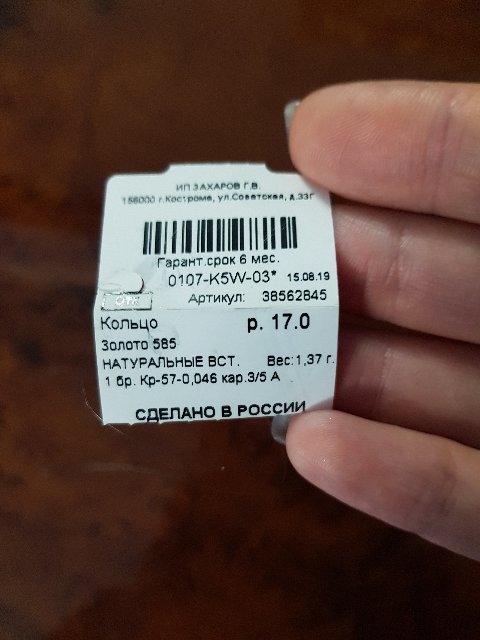 ИП ЗАХАРОВ Г.В.
156000 г.Кострома, ул.Советская, д.33Г
Гарант.срок 6 мес.
0107-K5W-03* 15.08.19
ОТК
Артикул: 38562845
Кольцо р. 17.0
Золото 585
НАТУРАЛЬНЫЕ ВСТ. Вес:1,37 г.
1 бр. Кр-57-0,046 кар.3/5 А
СДЕЛАНО В РОССИИ